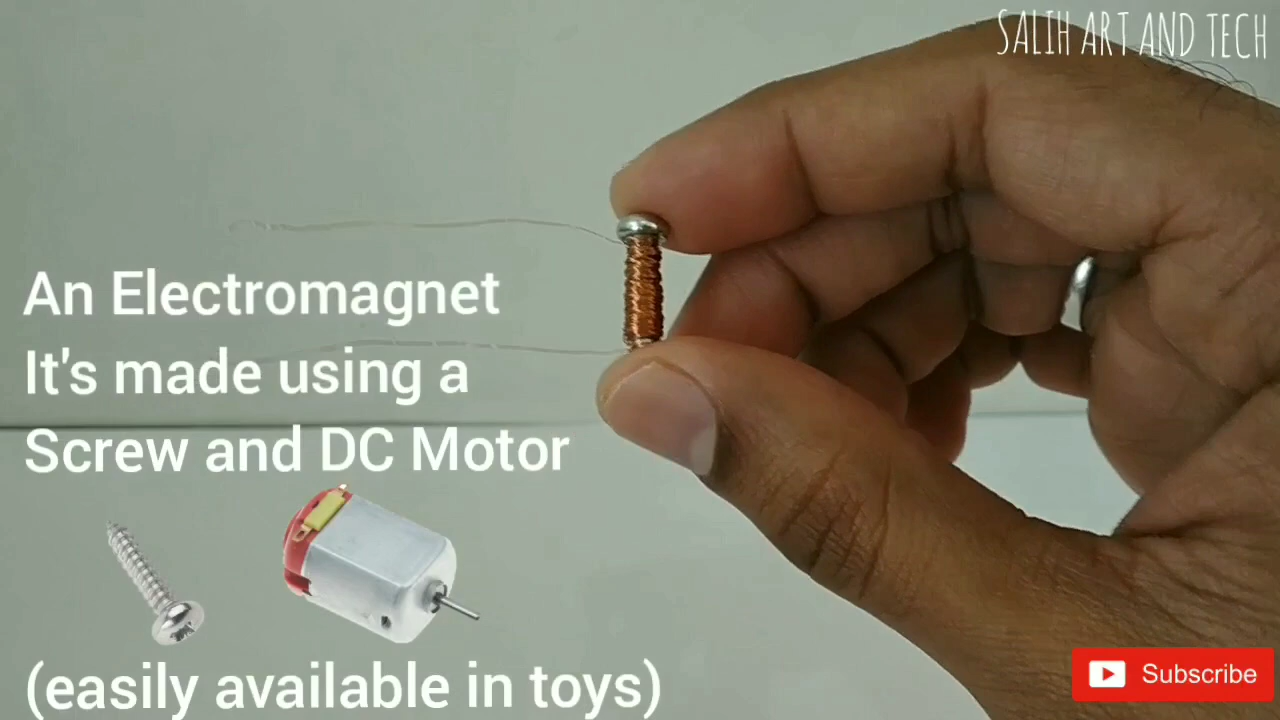 SALIH ART AND TECH
An Electromagnet
It's made using a
Screw and DC Motor
(easily available in toys)
Subscribe